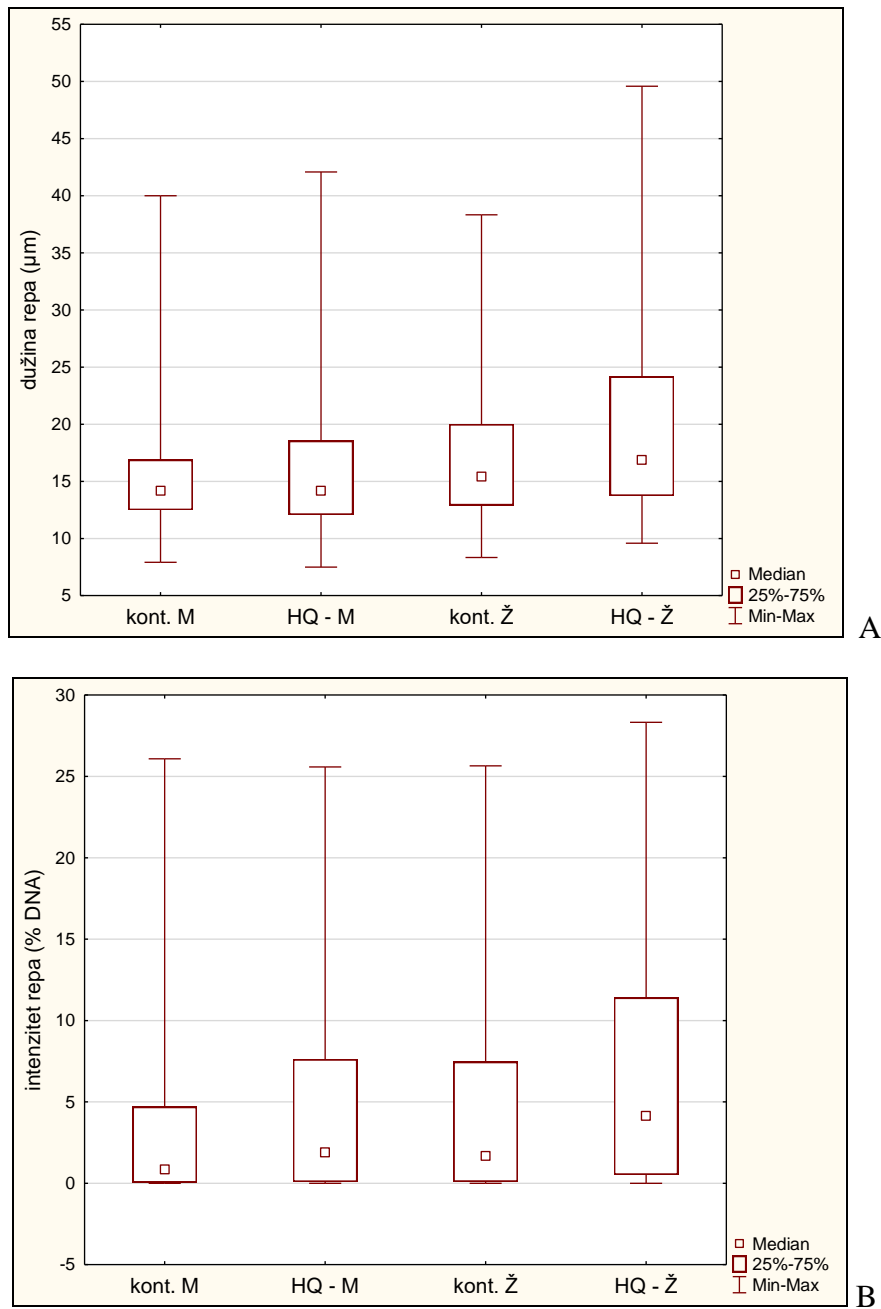 55
50
45
40
35
30
25
20
15
10
5
dužina repa (µm)
kont. M HQ - M kont. Ž HQ - Ž
Median
25%-75%
Min-Max
A
30
25
20
15
10
5
0
-5
intenzitet repa (% DNA)
kont. M HQ - M kont. Ž HQ - Ž
Median
25%-75%
Min-Max
B